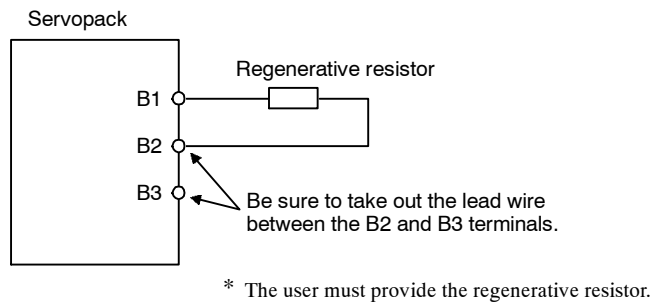 Servopack
Regenerative resistor
B1
B2
B3
Be sure to take out the lead wire
between the B2 and B3 terminals.
* The user must provide the regenerative resistor.